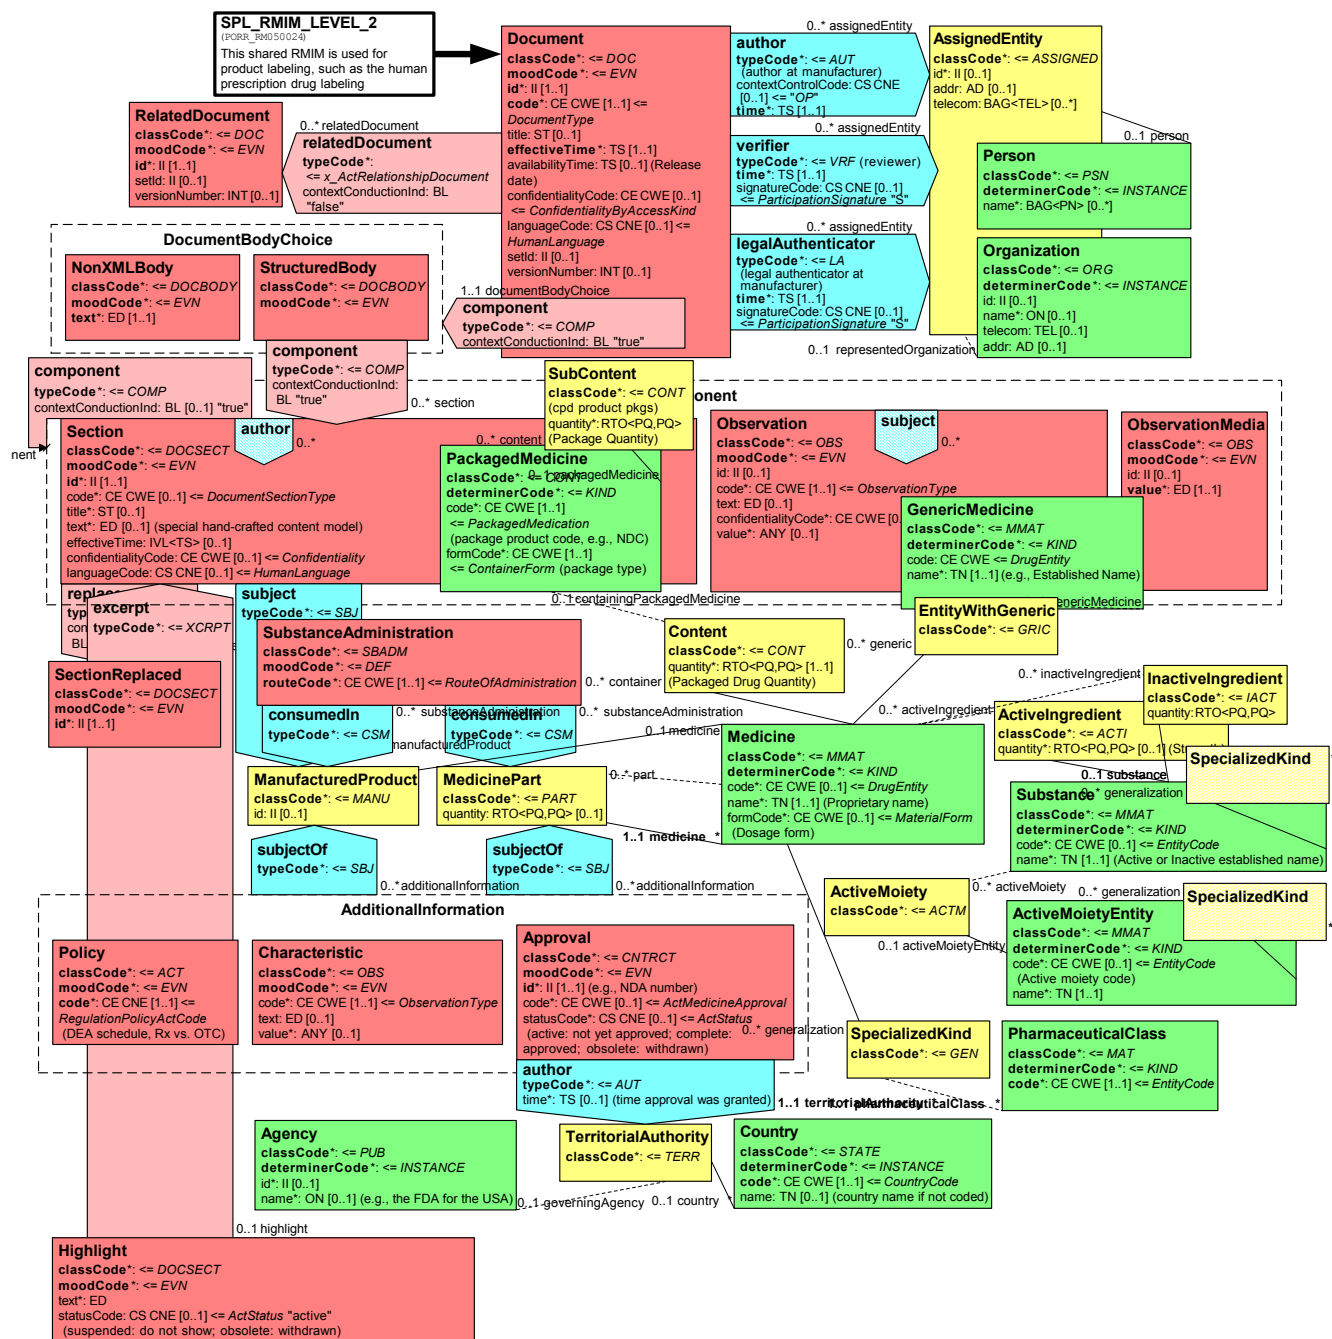 SPL_RMIM_LEVEL_2
(PORR_RM050024)
This shared RMIM is used for
product labeling, such as the human
prescription drug labeling
Document
classCode*: <= DOC
moodCode*: <= EVN
id*: II [1..1]
code*: CE CWE [1..1] <=
DocumentType
title: ST [0..1]
effectiveTime*: TS [1..1]
availabilityTime: TS [0..1] (Release
date)
confidentialityCode: CE CWE [0..1]
<= ConfidentialityByAccessKind
languageCode: CS CNE [0..1] <=
HumanLanguage
setId: II [0..1]
versionNumber: INT [0..1]
0..* assignedEntity
author
typeCode*: <= AUT
(author at manufacturer)
contextControlCode: CS CNE
[0..1] <= "OP"
time*: TS [1..1]
0..* assignedEntity
verifier
typeCode*: <= VRF (reviewer)
time*: TS [1..1]
signatureCode: CS CNE [0..1]
<= ParticipationSignature "S"
0..* assignedEntity
legalAuthenticator
typeCode*: <= LA
(legal authenticator at
manufacturer)
time*: TS [1..1]
signatureCode: CS CNE [0..1]
<= ParticipationSignature "S"
AssignedEntity
classCode*: <= ASSIGNED
id*: II [0..1]
addr: AD [0..1]
telecom: BAG<TEL> [0..*]
0..1 person
Person
classCode*: <= PSN
determinerCode*: <= INSTANCE
name*: BAG<PN> [0..*]
Organization
classCode*: <= ORG
determinerCode*: <= INSTANCE
id: II [0..1]
name*: ON [0..1]
telecom: TEL [0..1]
addr: AD [0..1]
0..1 representedOrganization
RelatedDocument
classCode*: <= DOC
moodCode*: <= EVN
id*: II [1..1]
setId: II [0..1]
versionNumber: INT [0..1]
0..* relatedDocument
relatedDocument
typeCode*:
<= x_ActRelationshipDocument
contextConductionInd: BL
"false"
DocumentBodyChoice
NonXMLBody
classCode*: <= DOCBODY
moodCode*: <= EVN
text*: ED [1..1]
StructuredBody
classCode*: <= DOCBODY
moodCode*: <= EVN
1..1 documentBodyChoice
component
typeCode*: <= COMP
contextConductionInd: BL "true"
component
typeCode*: <= COMP
contextConductionInd:
BL "true"
0..* section
component
typeCode*: <= COMP
contextConductionInd: BL [0..1] "true"
nent
onent
Section
classCode*: <= DOCSECT
moodCode*: <= EVN
id*: II [1..1]
code*: CE CWE [0..1] <= DocumentSectionType
title*: ST [0..1]
text*: ED [0..1] (special hand-crafted content model)
effectiveTime: IVL<TS> [0..1]
confidentialityCode: CE CWE [0..1] <= Confidentiality
languageCode: CS CNE [0..1] <= HumanLanguage
author
0..*
SubContent
classCode*: <= CONT
(cpd product pkgs)
quantity*: RTO<PQ,PQ>
(Package Quantity)
0..* content
0..1 packagedMedicine
PackagedMedicine
classCode*: <= CONT
determinerCode*: <= KIND
code*: CE CWE [1..1]
<= PackagedMedication
(package product code, e.g., NDC)
formCode*: CE CWE [1..1]
<= ContainerForm (package type)
Observation
classCode*: <= OBS
moodCode*: <= EVN
id: II [0..1]
code*: CE CWE [1..1] <= ObservationType
text: ED [0..1]
confidentialityCode*: CE CWE [0..
value*: ANY [0..1]
subject
0..*
ObservationMedia
classCode*: <= OBS
moodCode*: <= EVN
id: II [0..1]
value*: ED [1..1]
GenericMedicine
classCode*: <= MMAT
determinerCode*: <= KIND
code: CE CWE <= DrugEntity
name*: TN [1..1] (e.g., Established Name)
enericMedicine
EntityWithGeneric
classCode*: <= GRIC
0..* generic
replac
typ
con
BL
excerpt
typeCode*: <= XCRPT
subject
typeCode*: <= SBJ
0..1 containingPackagedMedicine
Content
classCode*: <= CONT
quantity*: RTO<PQ,PQ> [1..1]
(Packaged Drug Quantity)
0..* container
SubstanceAdministration
classCode*: <= SBADM
moodCode*: <= DEF
routeCode*: CE CWE [1..1] <= RouteOfAdministration
SectionReplaced
classCode*: <= DOCSECT
moodCode*: <= EVN
id*: II [1..1]
consumedIn
typeCode*: <= CSM
0..* substanceAdministration
consumedIn
typeCode*: <= CSM
0..* substanceAdministration
manufacturedProduct
0..1 medicine
0..* inactiveIngredient
InactiveIngredient
classCode*: <= IACT
quantity: RTO<PQ,PQ>
0..* activeIngredient
ActiveIngredient
classCode*: <= ACTI
quantity*: RTO<PQ,PQ> [0..1]
SpecializedKind
0..1 substance
0..* generalization
Substance
classCode*: <= MMAT
determinerCode*: <= KIND
code*: CE CWE [0..1] <= EntityCode
name*: TN [1..1] (Active or Inactive established name)
ManufacturedProduct
classCode*: <= MANU
id: II [0..1]
MedicinePart
classCode*: <= PART
quantity: RTO<PQ,PQ> [0..1]
0..* part
1..1 medicine *
Medicine
classCode*: <= MMAT
determinerCode*: <= KIND
code*: CE CWE [0..1] <= DrugEntity
name*: TN [1..1] (Proprietary name)
formCode*: CE CWE [0..1] <= MaterialForm
(Dosage form)
subjectOf
typeCode*: <= SBJ
0..* additionalInformation
subjectOf
typeCode*: <= SBJ
0..* additionalInformation
ActiveMoiety
classCode*: <= ACTM
0..* activeMoiety
0..1 activeMoietyEntity
0..* generalization
SpecializedKind
*
ActiveMoietyEntity
classCode*: <= MMAT
determinerCode*: <= KIND
code*: CE CWE [0..1] <= EntityCode
(Active moiety code)
name*: TN [1..1]
AdditionalInformation
Policy
classCode*: <= ACT
moodCode*: <= EVN
code*: CE CNE [1..1] <=
RegulationPolicyActCode
(DEA schedule, Rx vs. OTC)
Characteristic
classCode*: <= OBS
moodCode*: <= EVN
code*: CE CWE [1..1] <= ObservationType
text: ED [0..1]
value*: ANY [0..1]
Approval
classCode*: <= CNTRCT
moodCode*: <= EVN
id*: II [1..1] (e.g., NDA number)
code*: CE CWE [0..1] <= ActMedicineApproval
statusCode*: CS CNE [0..1] <= ActStatus
(active: not yet approved; complete:
approved; obsolete: withdrawn)
0..* generalization
SpecializedKind
classCode*: <= GEN
PharmaceuticalClass
classCode*: <= MAT
determinerCode*: <= KIND
code*: CE CWE [1..1] <= EntityCode
author
typeCode*: <= AUT
time*: TS [0..1] (time approval was granted)
1..1 territorialAuthority
pharmaceuticalClass *
Agency
classCode*: <= PUB
determinerCode*: <= INSTANCE
id*: II [0..1]
name*: ON [0..1] (e.g., the FDA for the USA)
TerritorialAuthority
classCode*: <= TERR
0..1 governingAgency
0..1 country
Country
classCode*: <= STATE
determinerCode*: <= INSTANCE
code*: CE CWE [1..1] <= CountryCode
name: TN [0..1] (country name if not coded)
0..1 highlight
Highlight
classCode*: <= DOCSECT
moodCode*: <= EVN
text*: ED
statusCode: CS CNE [0..1] <= ActStatus "active"
(suspended: do not show; obsolete: withdrawn)